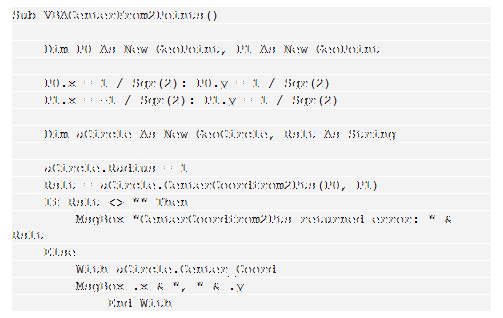 Sub VBACenterFrom2Points()
Dim P0 As New GeoPoint, P1 As New GeoPoint
P0.x = 1 / Sqr(2): P0.y = 1 / Sqr(2)
P1.x = -1 / Sqr(2): P1.y = 1 / Sqr(2)
Dim aCircle As New GeoCircle, Rslt As String
aCircle.Radius = 1
Rslt = aCircle.CenterCoordFrom2Pts(P0, P1)
If Rslt <> "" Then
MsgBox "CenterCoordFrom2Pts returned error: " &
Rslt
Else
With aCircle.Center_Coord
MsgBox .x & ", " & .y
End With